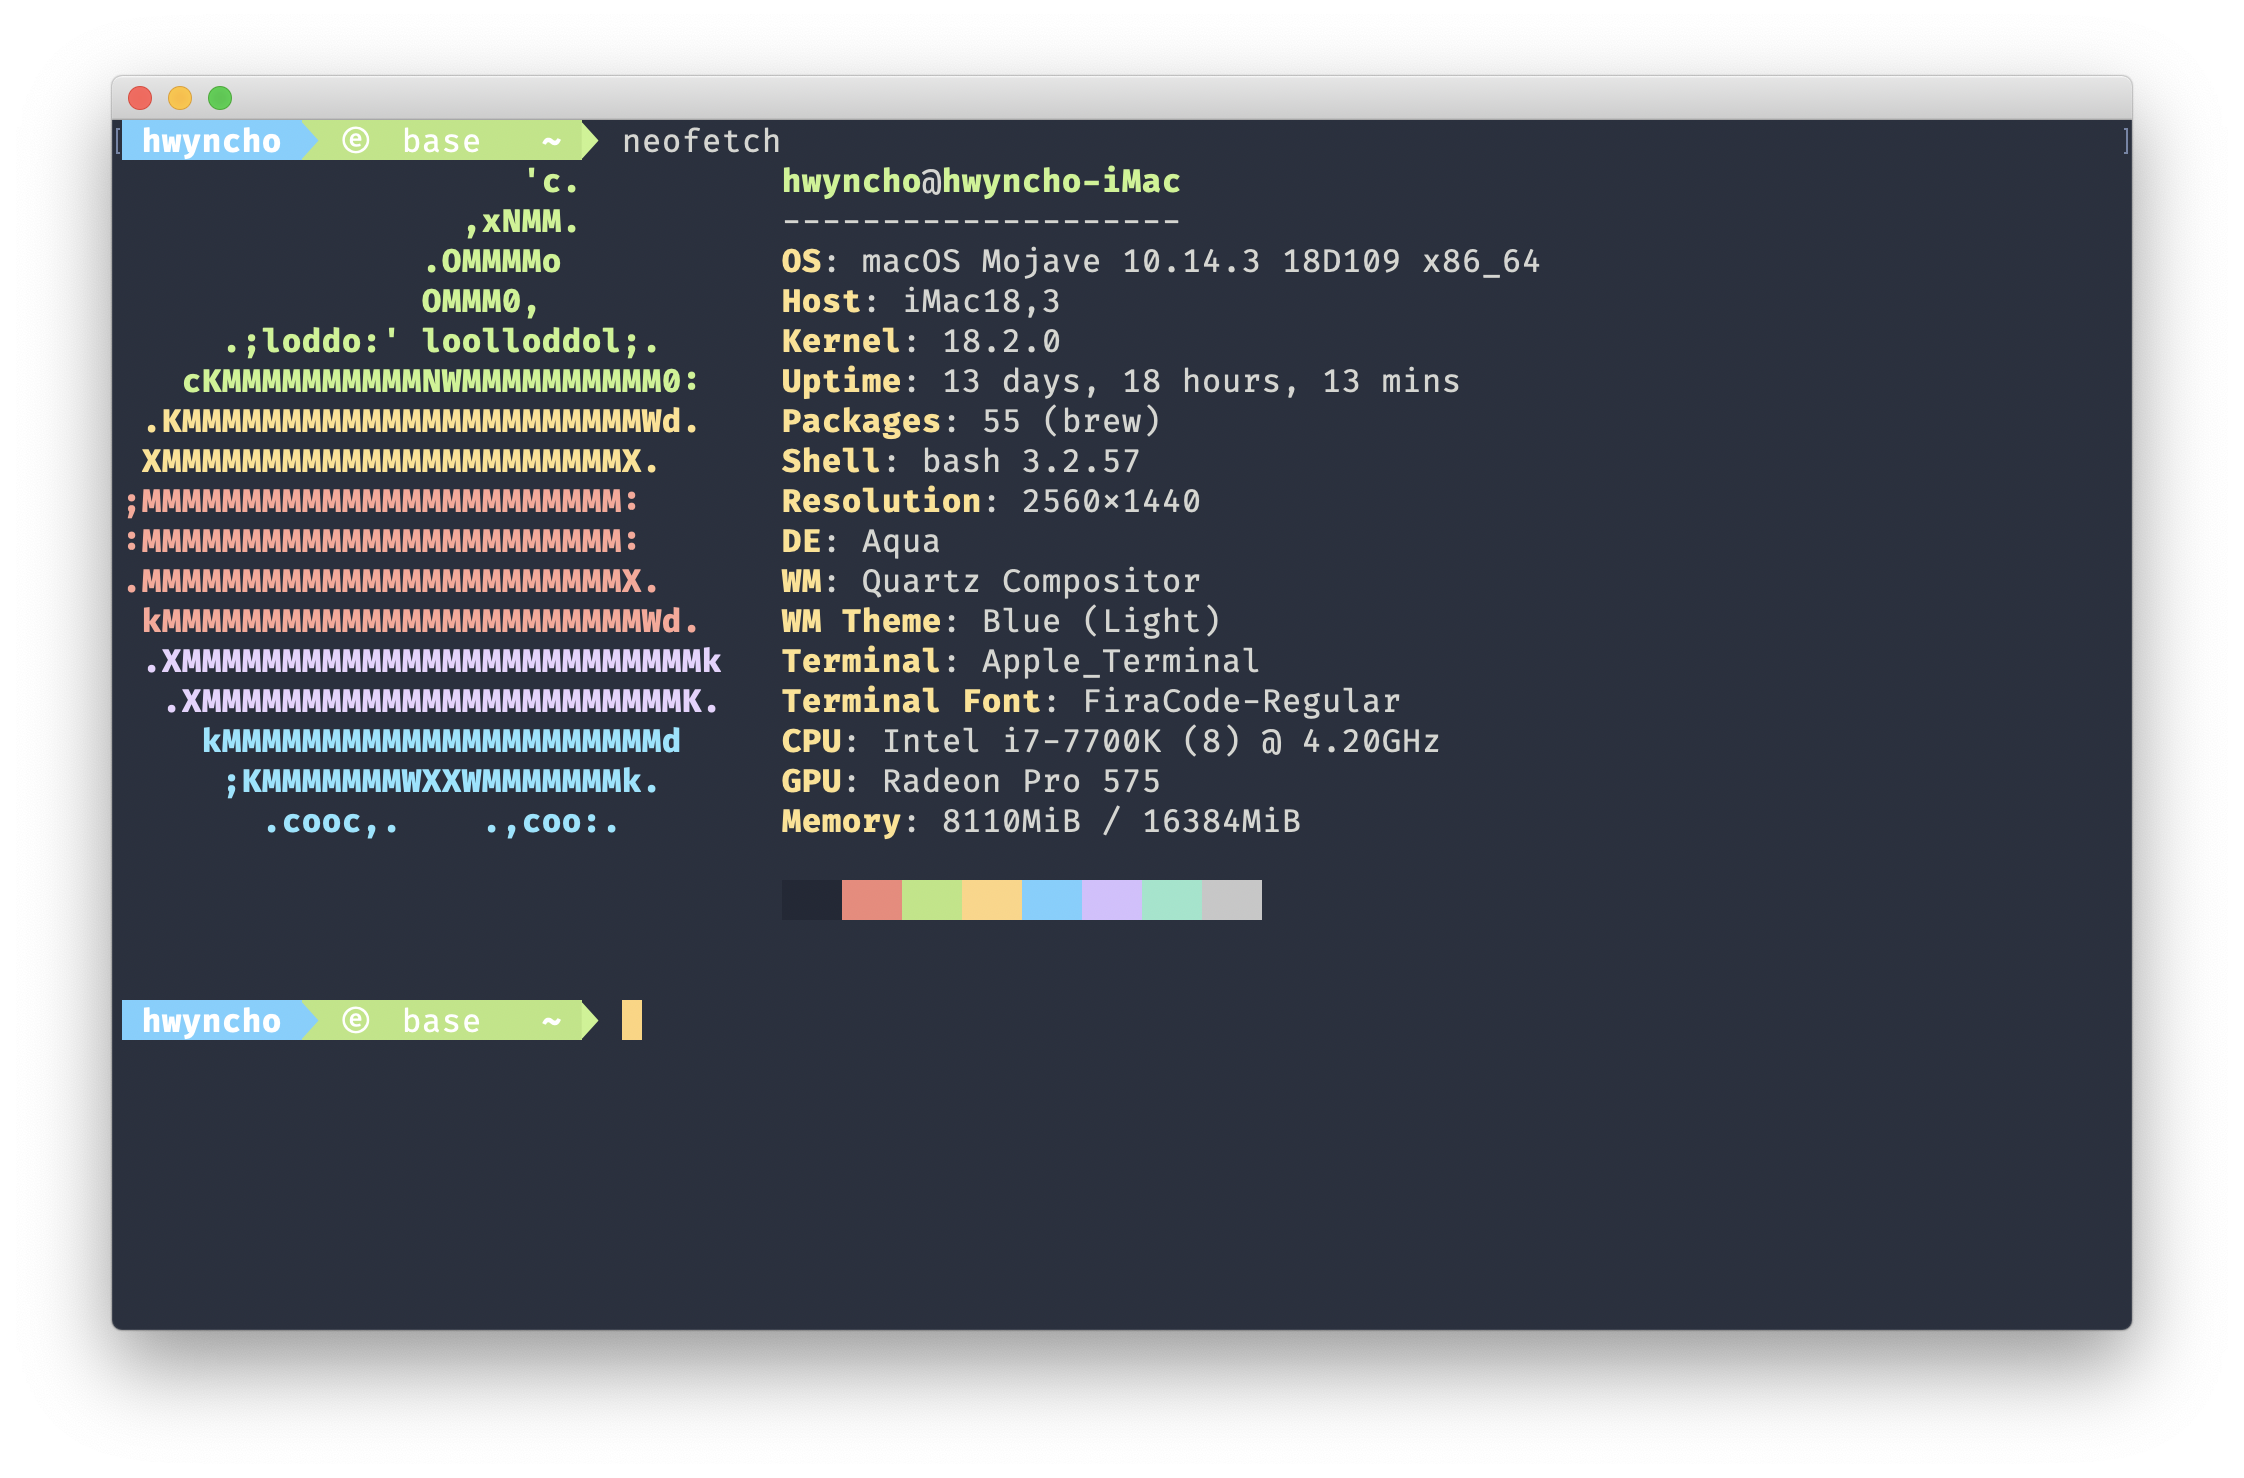 hwyncho ⓔ base ~ neofetch
'c. hwyncho@hwyncho-iMac
,xNMM. --------------------
.OMMMMo OS: macOS Mojave 10.14.3 18D109 x86_64
OMMM0, Host: iMac18,3
.;loddo:' loolloddol;. Kernel: 18.2.0
cKMMMMMMMMMMNWMMMMMMMMMM0: Uptime: 13 days, 18 hours, 13 mins
.KMMMMMMMMMMMMMMMMMMMMMMMWd. Packages: 55 (brew)
XMMMMMMMMMMMMMMMMMMMMMMMX. Shell: bash 3.2.57
;MMMMMMMMMMMMMMMMMMMMMMMM: Resolution: 2560×1440
:MMMMMMMMMMMMMMMMMMMMMMMM: DE: Aqua
.MMMMMMMMMMMMMMMMMMMMMMMMX. WM: Quartz Compositor
kMMMMMMMMMMMMMMMMMMMMMMMMWd. WM Theme: Blue (Light)
.XMMMMMMMMMMMMMMMMMMMMMMMMMMk Terminal: Apple_Terminal
.XMMMMMMMMMMMMMMMMMMMMMMMMK. Terminal Font: FiraCode-Regular
kMMMMMMMMMMMMMMMMMMMMMMd CPU: Intel i7-7700K (8) @ 4.20GHz
;KMMMMMMMWXXWMMMMMMMk. GPU: Radeon Pro 575
.cooc,. .,coo:. Memory: 8110MiB / 16384MiB
hwyncho ⓔ base ~